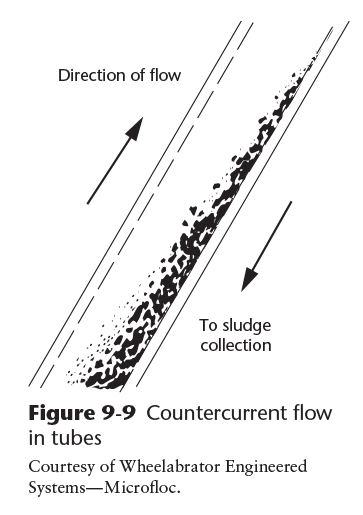 Direction of flow
To sludge
collection
Figure 9-9 Countercurrent flow
in tubes
Courtesy of Wheelabrator Engineered
Systems—Microfloc.